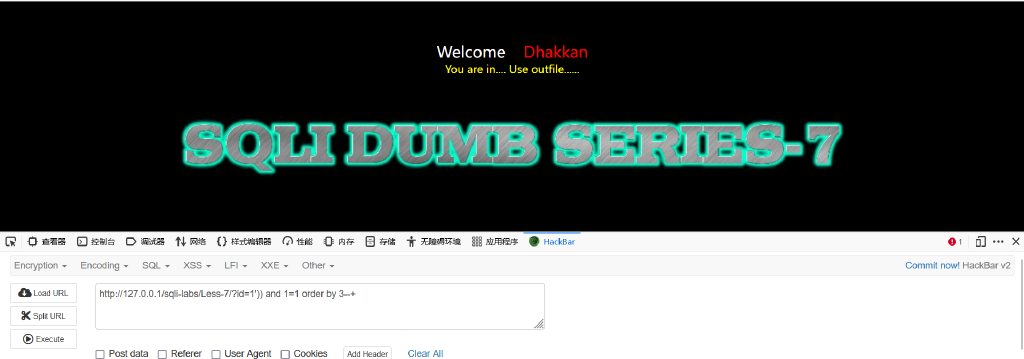 Welcome Dhakkan
You are in.... Use outfile......
SQLI DUMB SERIES-7
查看器 控制台 调试器 网络 样式编辑器 性能 内存 存储 无障碍环境 应用程序 HackBar 1
Encryption Encoding SQL XSS LFI XXE Other Commit now! HackBar v2
Load URL
Split URL
Execute
http://127.0.0.1/sqli-labs/Less-7/?id=1')) and 1=1 order by 3--+
Post data Referer User Agent Cookies Add Header Clear All